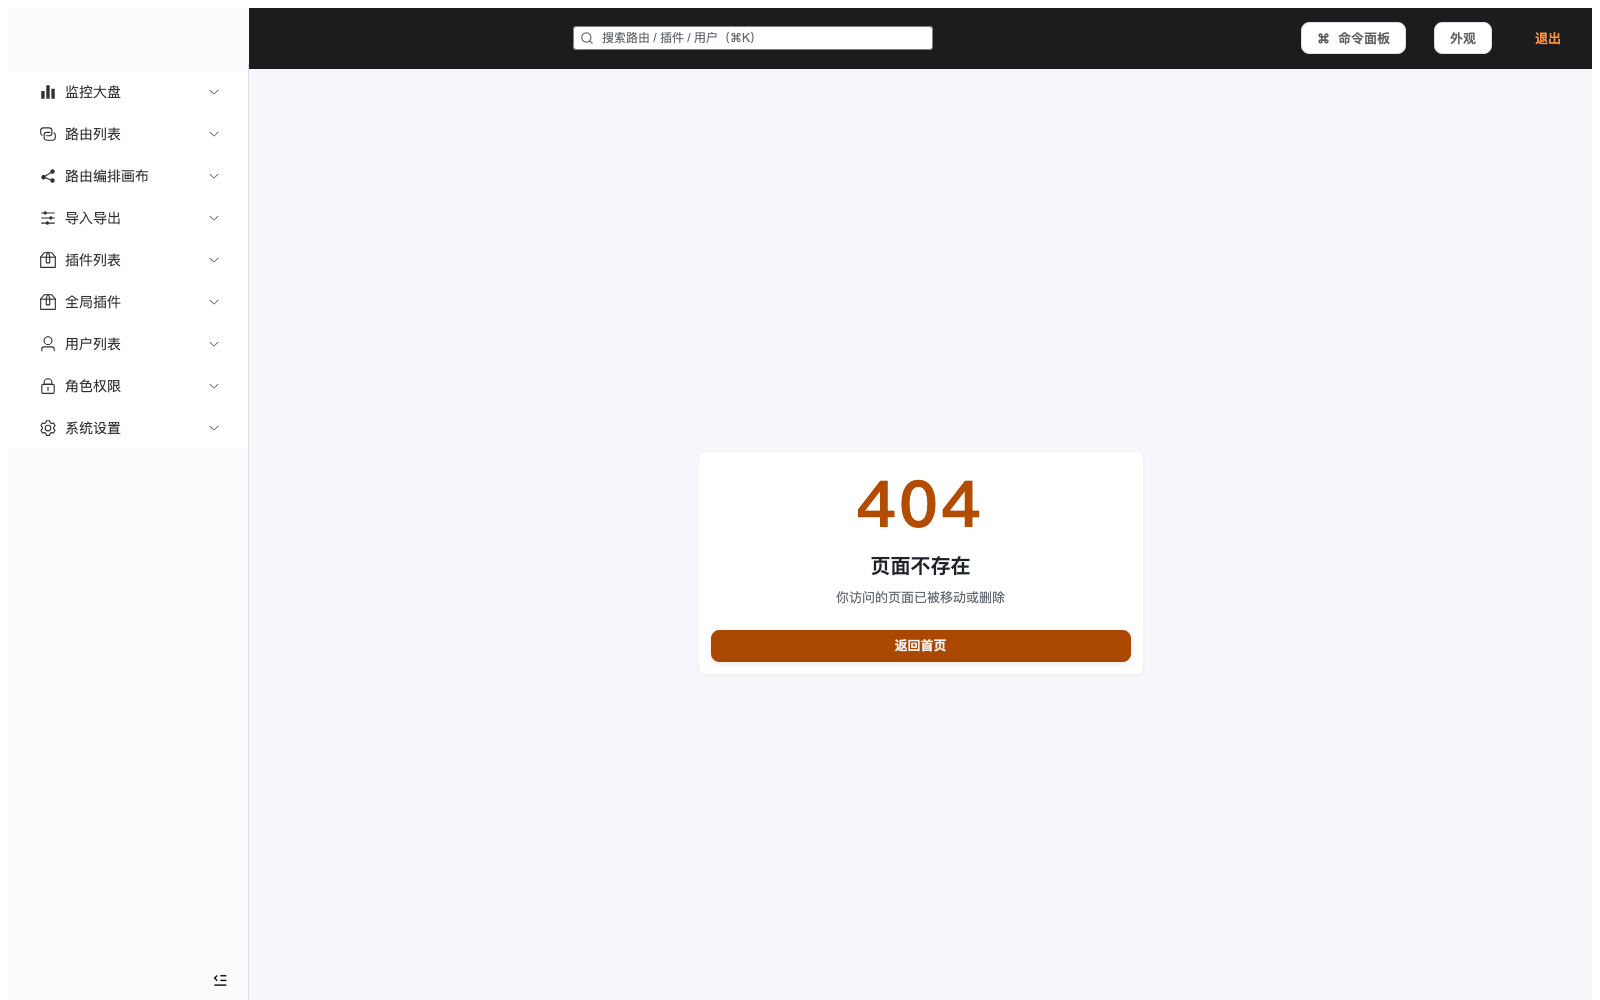 搜索路由 / 插件 / 用户（⌘K）
⌘ 命令面板
外观
退出
监控大盘
路由列表
路由编排画布
导入导出
插件列表
全局插件
用户列表
角色权限
系统设置
404
页面不存在
你访问的页面已被移动或删除
返回首页